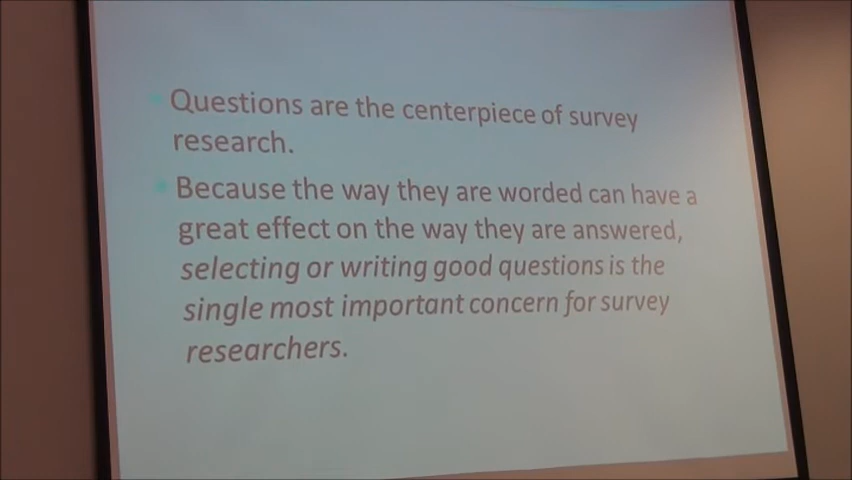 Questions are the centerpiece of survey
research.
Because the way they are worded can have a
great effect on the way they are answered,
selecting or writing good questions is the
single most important concern for survey
researchers.